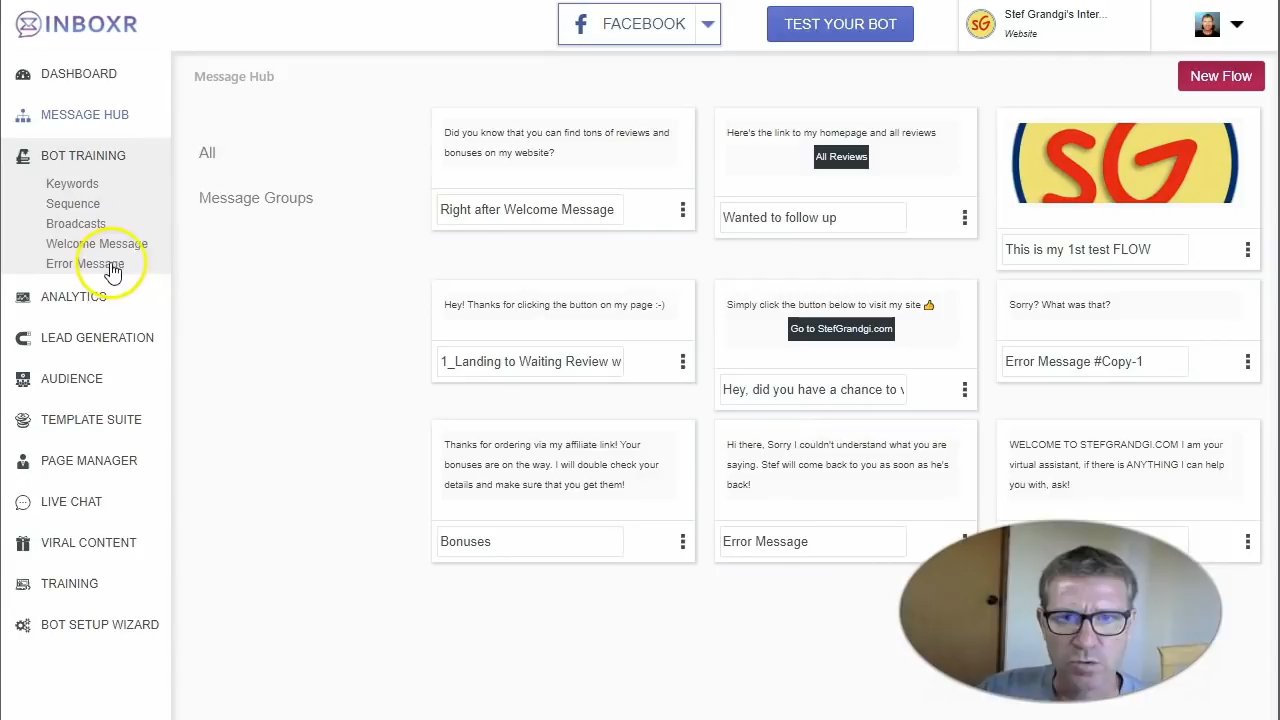 INBOXR
FACEBOOK
TEST YOUR BOT
SG
Stef Grandgi's Inter...
Website
DASHBOARD
MESSAGE HUB
BOT TRAINING
Keywords
Sequence
Broadcasts
Welcome Message
Error Message
ANALYTICS
LEAD GENERATION
AUDIENCE
TEMPLATE SUITE
PAGE MANAGER
LIVE CHAT
VIRAL CONTENT
TRAINING
BOT SETUP WIZARD
Message Hub
New Flow
All
Message Groups
Did you know that you can find tons of reviews and
bonuses on my website?
Right after Welcome Message
Here's the link to my homepage and all reviews
All Reviews
Wanted to follow up
SG
This is my 1st test FLOW
Hey! Thanks for clicking the button on my page :-)
1_Landing to Waiting Review w
Simply click the button below to visit my site 👍
Go to StefGrandgi.com
Hey, did you have a chance to v
Sorry? What was that?
Error Message #Copy-1
Thanks for ordering via my affiliate link! Your
bonuses are on the way. I will double check your
details and make sure that you get them!
Bonuses
Hi there, Sorry I couldn't understand what you are
saying. Stef will come back to you as soon as he's
back!
Error Message
WELCOME TO STEFGRANDGI.COM I am your
virtual assistant, if there is ANYTHING I can help
you with, ask!